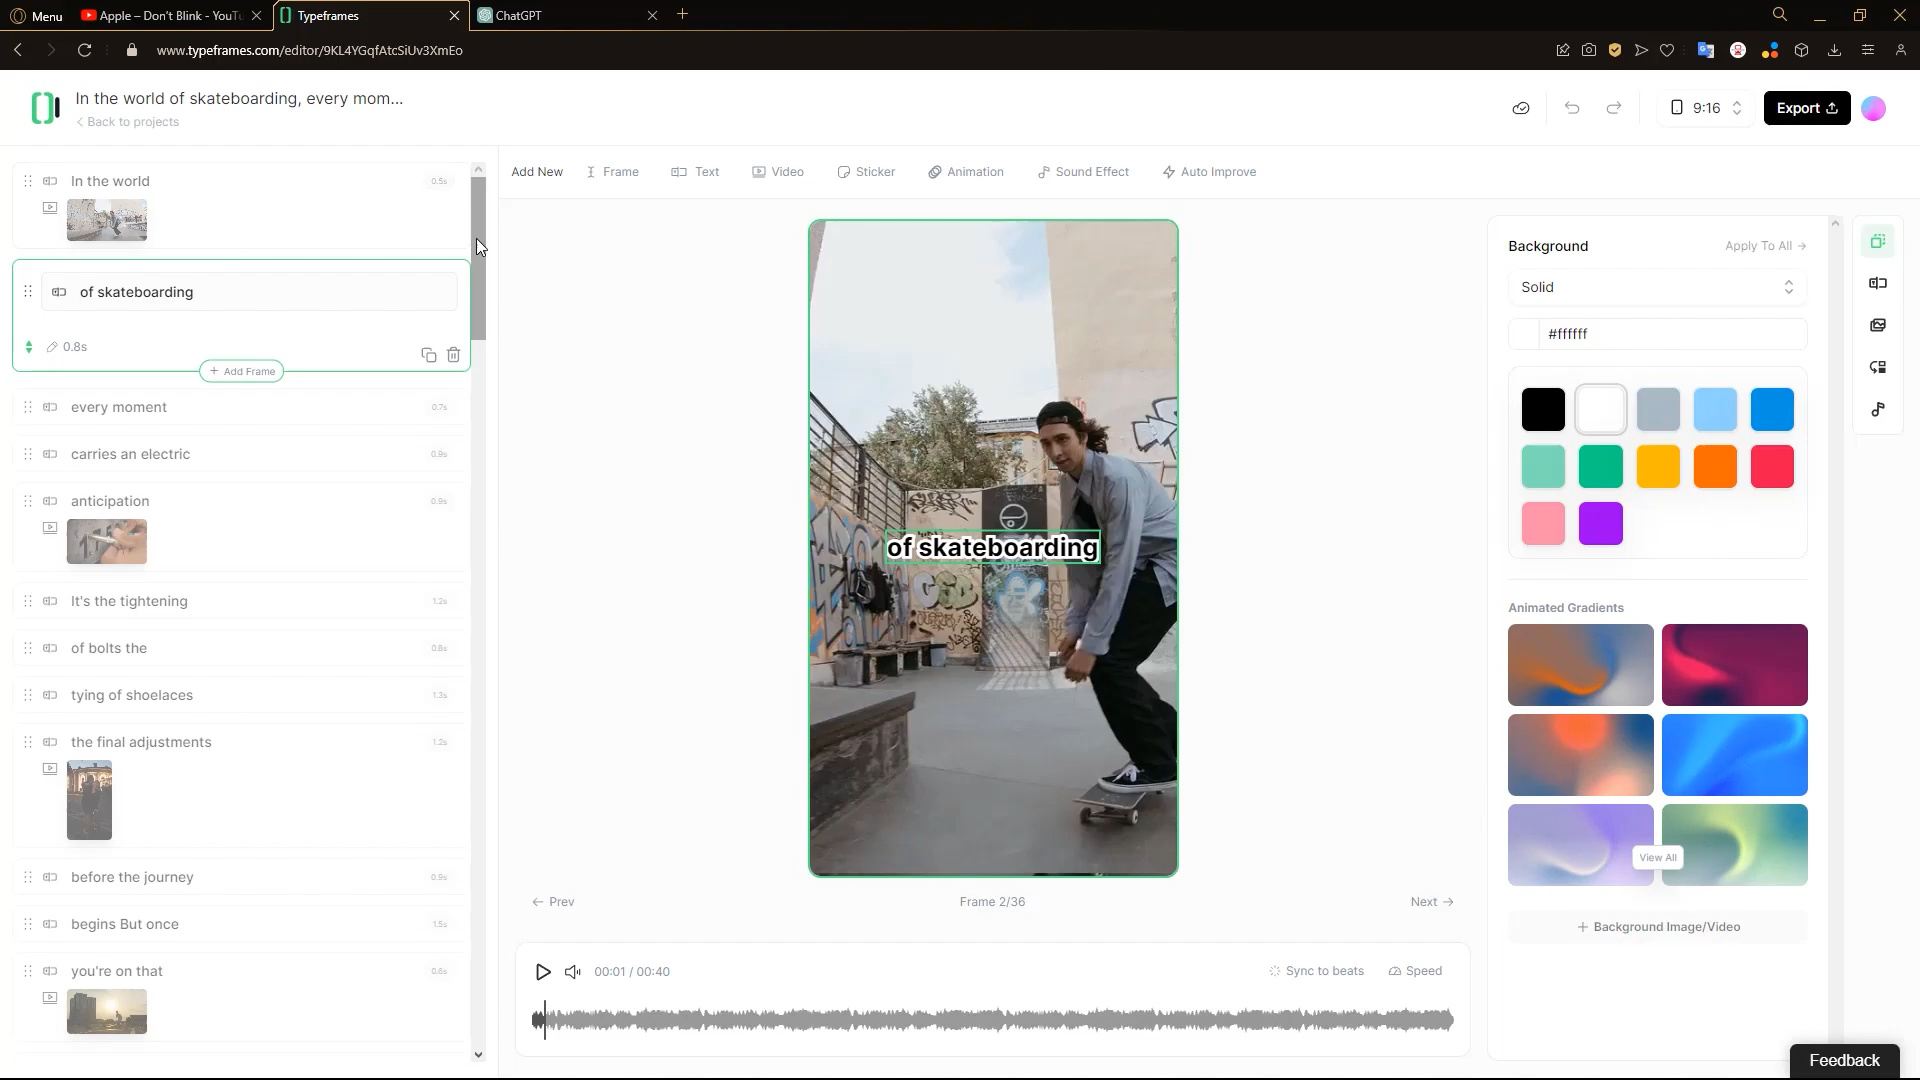 Menu
Apple – Don't Blink - YouTu
Typeframes
ChatGPT
www.typeframes.com/editor/9KL4YGqfAtcSiUv3XmEo
In the world of skateboarding, every mom...
< Back to projects
9:16
Export
In the world
0.5s
of skateboarding
0.8s
+ Add Frame
every moment
0.7s
carries an electric
0.9s
anticipation
0.9s
It's the tightening
1.2s
of bolts the
0.8s
tying of shoelaces
1.3s
the final adjustments
1.2s
before the journey
0.9s
begins But once
1.5s
you're on that
0.6s
Add New
Frame
Text
Video
Sticker
Animation
Sound Effect
Auto Improve
of skateboarding
← Prev
Frame 2/36
Next →
00:01 / 00:40
Sync to beats
Speed
Background
Apply To All →
Solid
#ffffff
Animated Gradients
View All
+ Background Image/Video
Feedback